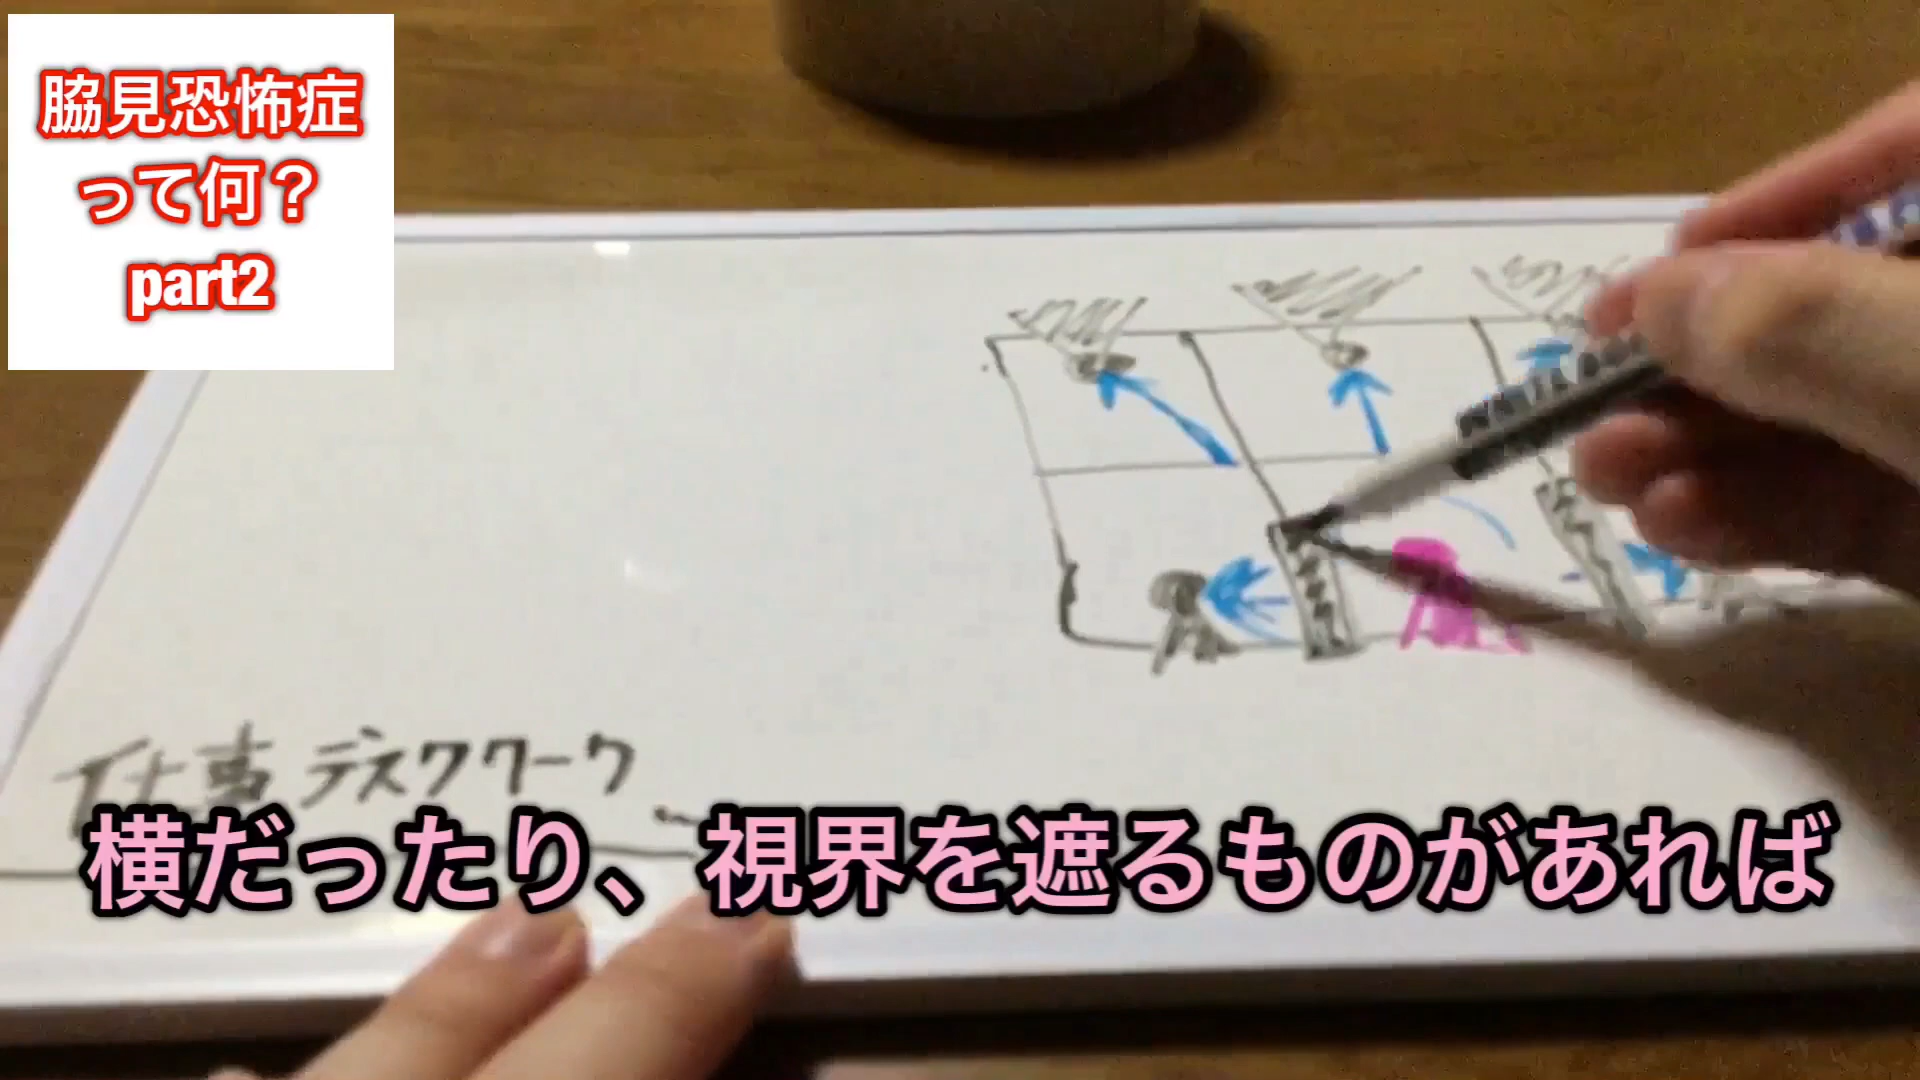 脇見恐怖症
って何？
part2
仕事 デスクワーク
横だったり、視界を遮るものがあれば